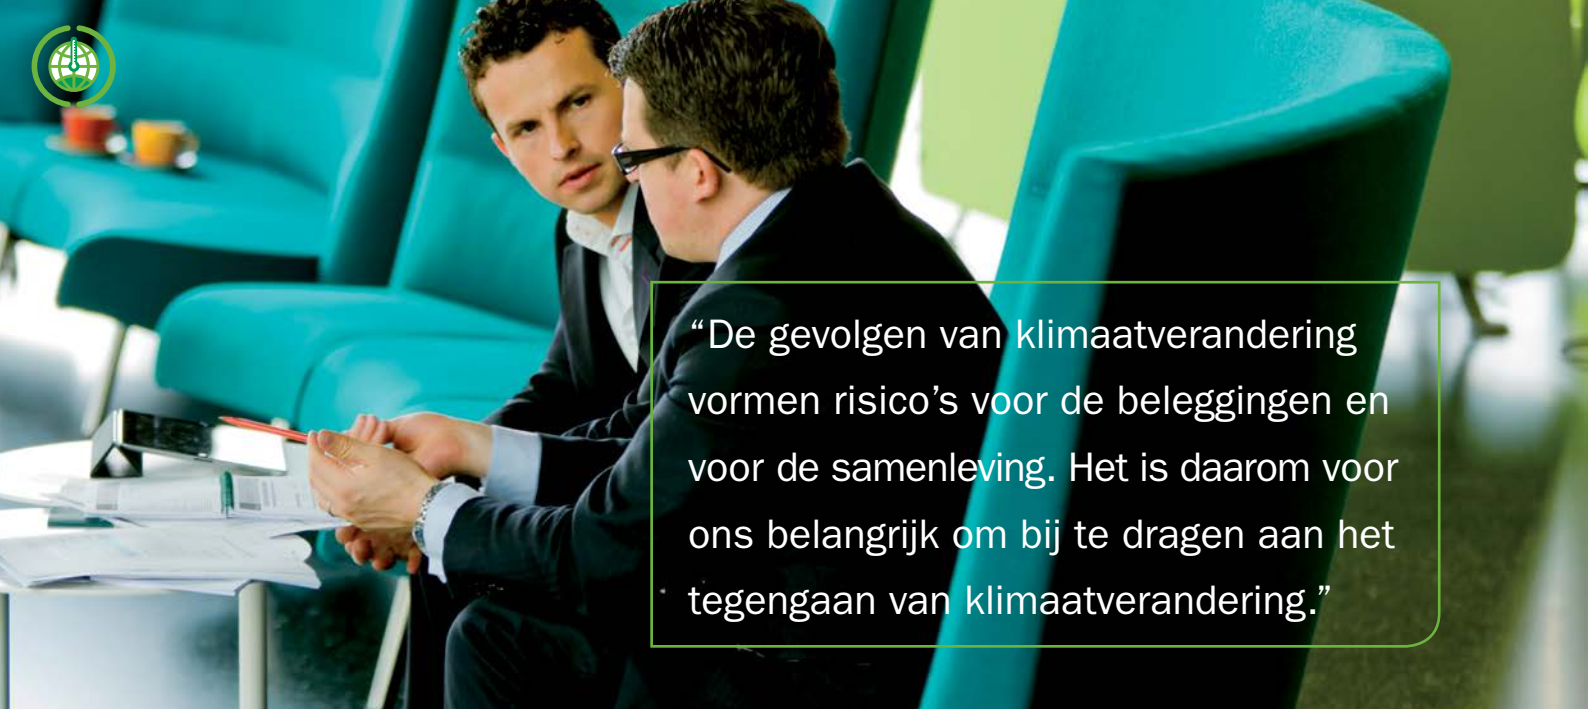 “De gevolgen van klimaatverandering
vormen risico’s voor de beleggingen en
voor de samenleving. Het is daarom voor
ons belangrijk om bij te dragen aan het
tegengaan van klimaatverandering.”